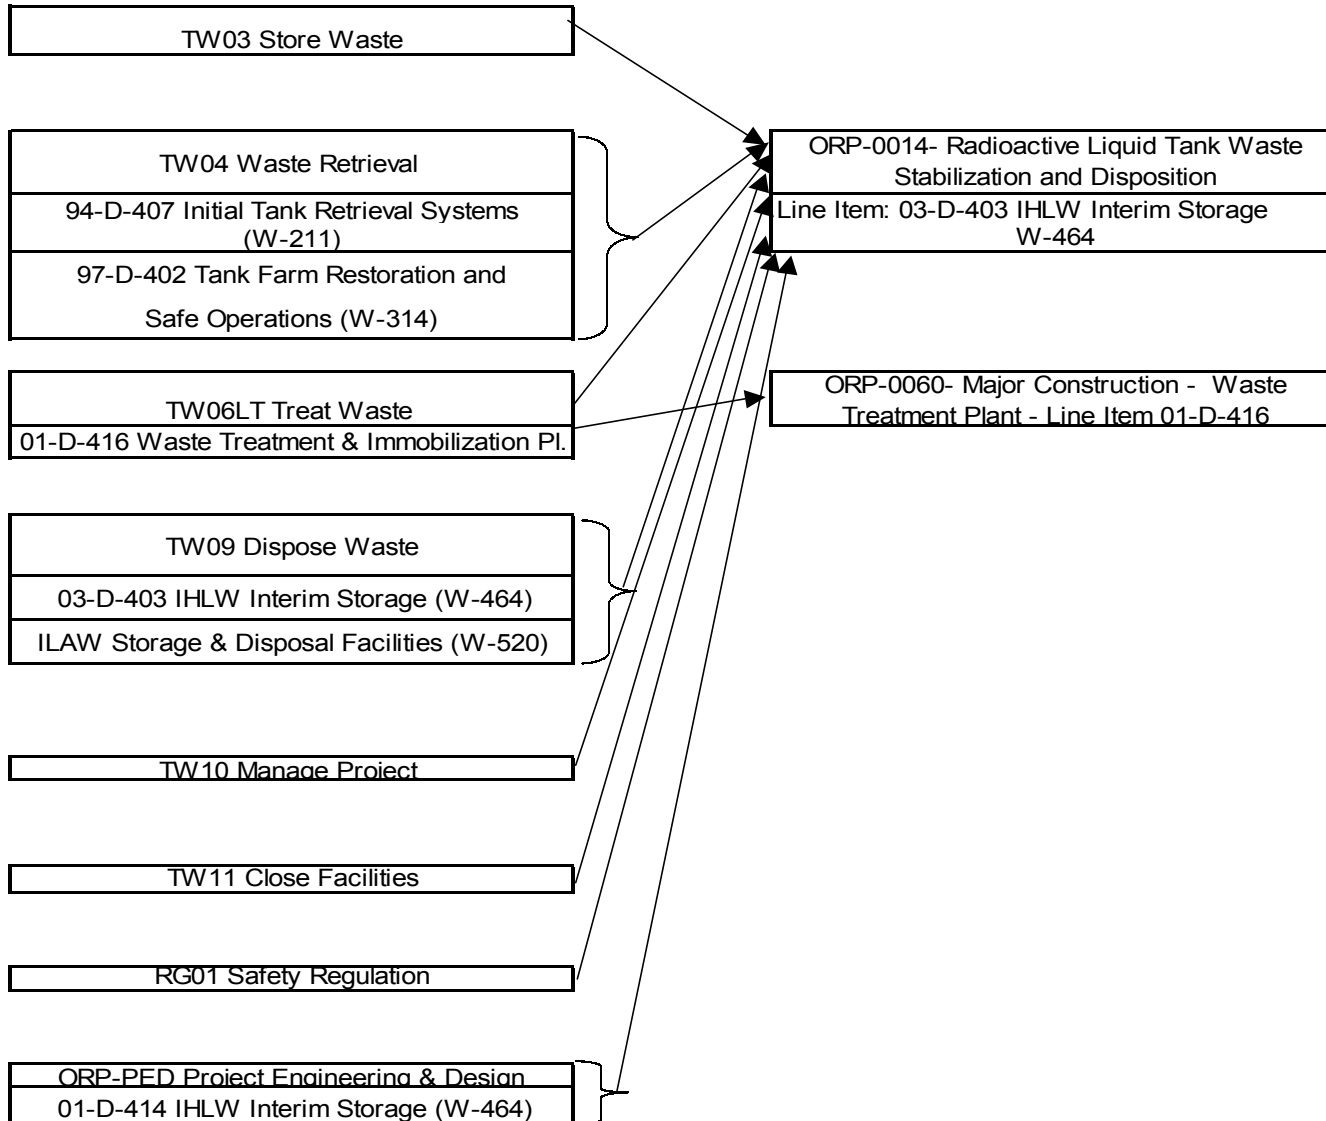 TW03 Store Waste
TW04 Waste Retrieval
94-D-407 Initial Tank Retrieval Systems
(W-211)
97-D-402 Tank Farm Restoration and
Safe Operations (W-314)
TW06LT Treat Waste
01-D-416 Waste Treatment & Immobilization Pl.
TW09 Dispose Waste
03-D-403 IHLW Interim Storage (W-464)
ILAW Storage & Disposal Facilities (W-520)
TW10 Manage Project
TW11 Close Facilities
RG01 Safety Regulation
ORP-PED Project Engineering & Design
01-D-414 IHLW Interim Storage (W-464)
ORP-0014- Radioactive Liquid Tank Waste
Stabilization and Disposition
Line Item: 03-D-403 IHLW Interim Storage
W-464
ORP-0060- Major Construction - Waste
Treatment Plant - Line Item 01-D-416